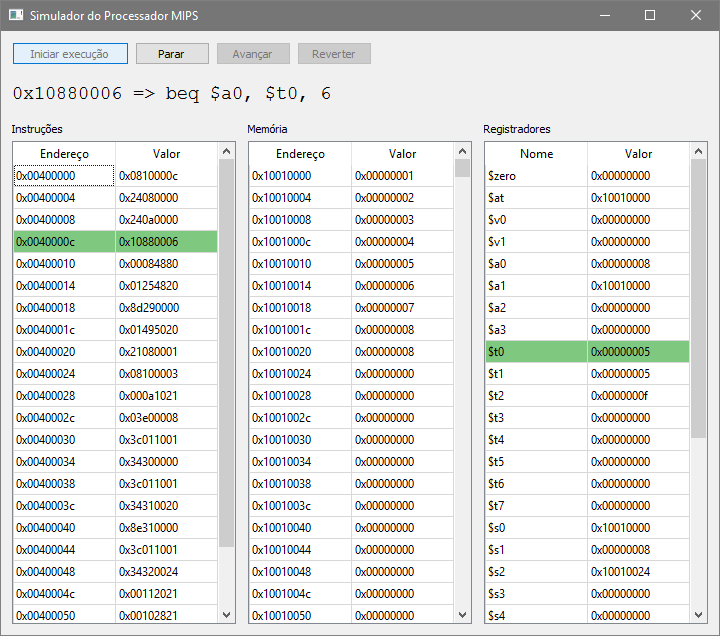 Simulador do Processador MIPS
Iniciar execução Parar Avançar Reverter
0x10880006 => beq $a0, $t0, 6
Instruções Memória Registradores
Endereço Valor Endereço Valor Nome Valor
0x00400000 0x0810000c 0x10010000 0x00000001 $zero 0x00000000
0x00400004 0x24080000 0x10010004 0x00000002 $at 0x10010000
0x00400008 0x240a0000 0x10010008 0x00000003 $v0 0x00000000
0x0040000c 0x10880006 0x1001000c 0x00000004 $v1 0x00000000
0x00400010 0x00084880 0x10010010 0x00000005 $a0 0x00000008
0x00400014 0x01254820 0x10010014 0x00000006 $a1 0x10010000
0x00400018 0x8d290000 0x10010018 0x00000007 $a2 0x00000000
0x0040001c 0x01495020 0x1001001c 0x00000008 $a3 0x00000000
0x00400020 0x21080001 0x10010020 0x00000008 $t0 0x00000005
0x00400024 0x08100003 0x10010024 0x00000000 $t1 0x00000005
0x00400028 0x000a1021 0x10010028 0x00000000 $t2 0x0000000f
0x0040002c 0x03e00008 0x1001002c 0x00000000 $t3 0x00000000
0x00400030 0x3c011001 0x10010030 0x00000000 $t4 0x00000000
0x00400034 0x34300000 0x10010034 0x00000000 $t5 0x00000000
0x00400038 0x3c011001 0x10010038 0x00000000 $t6 0x00000000
0x0040003c 0x34310020 0x1001003c 0x00000000 $t7 0x00000000
0x00400040 0x8e310000 0x10010040 0x00000000 $s0 0x10010000
0x00400044 0x3c011001 0x10010044 0x00000000 $s1 0x00000008
0x00400048 0x34320024 0x10010048 0x00000000 $s2 0x10010024
0x0040004c 0x00112021 0x1001004c 0x00000000 $s3 0x00000000
0x00400050 0x00102821 0x10010050 0x00000000 $s4 0x00000000